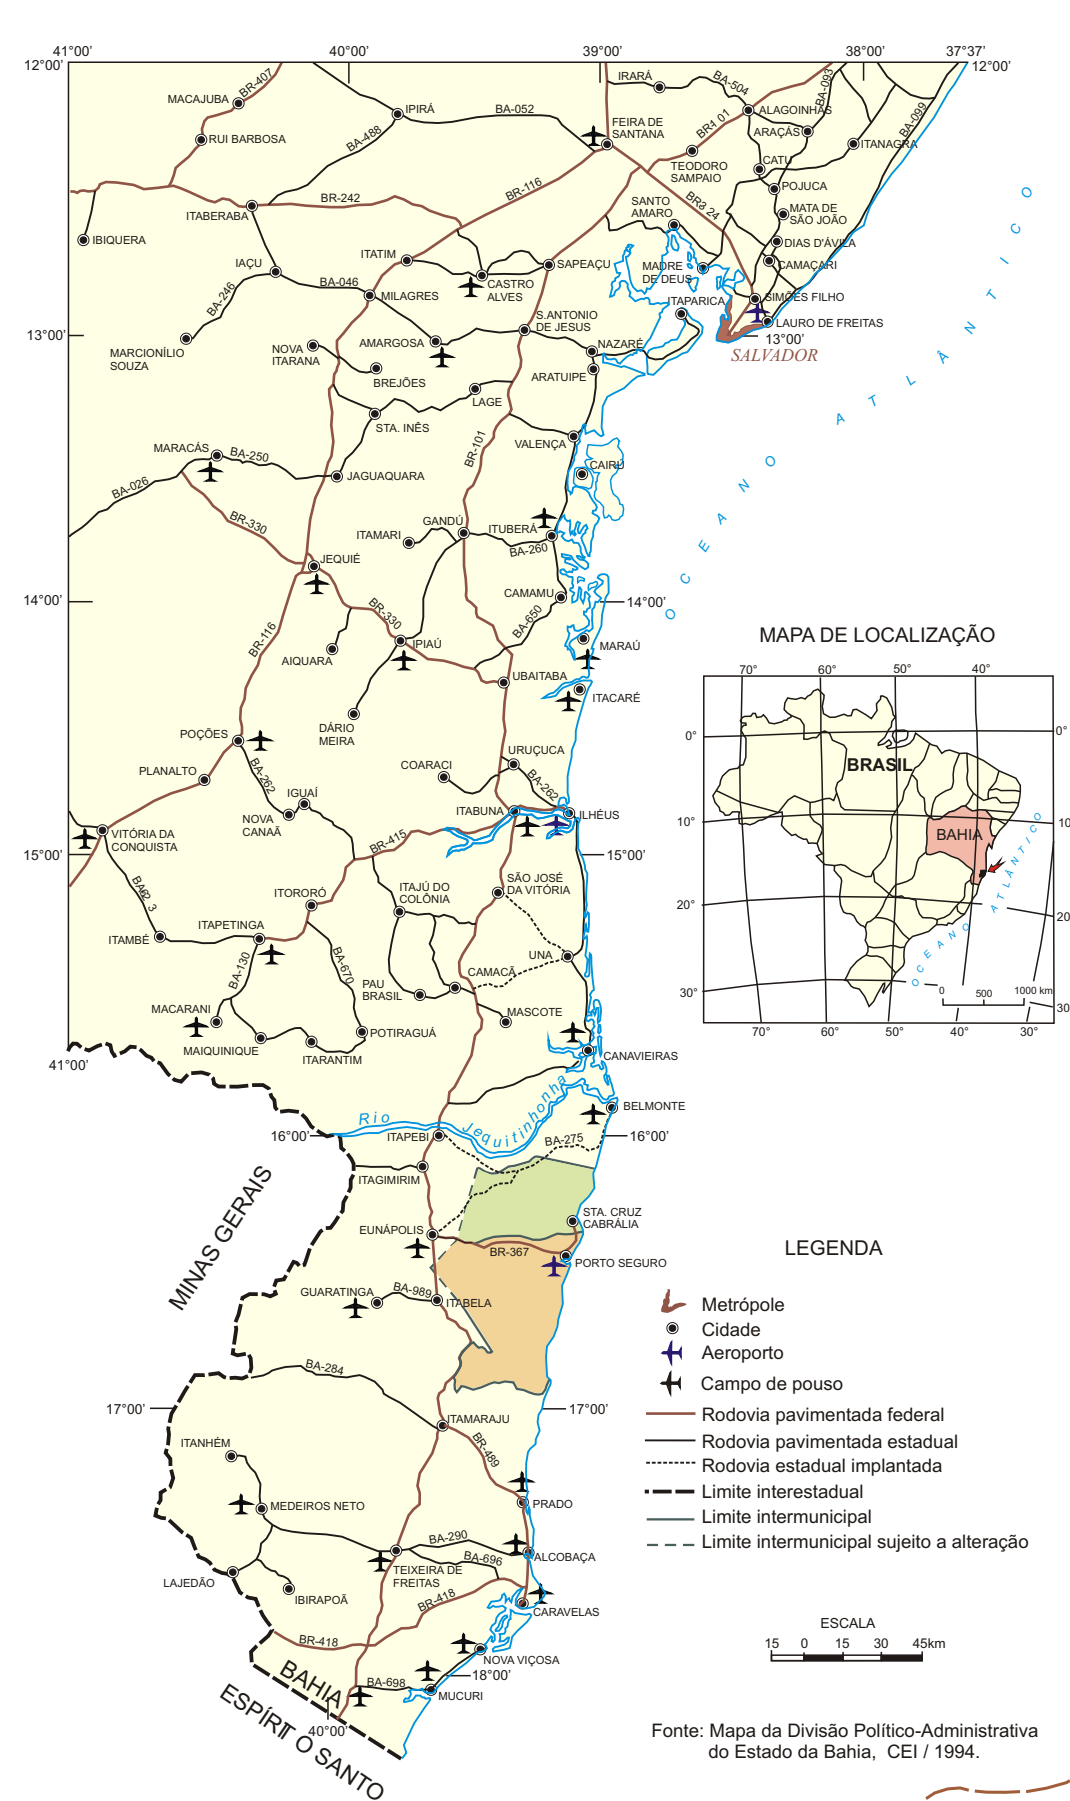 41°00'
40°00'
39°00'
38°00'
37°37'
12°00'
12°00'
IRARÁ
BA-504
BA-093
BR-407
MACAJUBA
IPIRÁ
BA-052
ALAGOINHAS
BA-099
FEIRA DE
SANTANA
BR1 01
ARAÇÁS
RUI BARBOSA
BA-488
ITANAGRA
TEODORO
SAMPAIO
CATU
POJUCA
BR-116
BR-242
BR3 24
SANTO
AMARO
MATA DE
SÃO JOÃO
ITABERABA
IBIQUERA
DIAS D'ÁVILA
ITATIM
IAÇU
SAPEAÇU
MADRE
DE DEUS
CAMAÇARI
BA-046
CASTRO
ALVES
BA-246
MILAGRES
ITAPARICA
SIMÕES FILHO
S.ANTONIO
DE JESUS
LAURO DE FREITAS
13°00'
13°00'
SALVADOR
MARCIONÍLIO
SOUZA
NOVA
ITARANA
AMARGOSA
NAZARÉ
BREJÕES
ARATUIPE
LAGE
STA. INÊS
BR-101
VALENÇA
MARACÁS
BA-250
CAIRÚ
JAGUAQUARA
BA-026
BR-330
GANDÚ
ITUBERÁ
ITAMARI
BA-260
JEQUIÉ
OCEANO ATLÂNTICO
14°00'
CAMAMU
14°00'
BR-330
BA-650
BR-116
IPIAÚ
MARAÚ
AIQUARA
MAPA DE LOCALIZAÇÃO
UBAITABA
ITACARÉ
70°
60°
50°
40°
DÁRIO
MEIRA
POÇÕES
0°
0°
URUÇUCA
BRASIL
PLANALTO
BA-262
COARACI
BA-262
IGUAÍ
NOVA
CANAÃ
ITABUNA
ILHÉUS
10°
10
BAHIA
VITÓRIA DA
CONQUISTA
BR-415
15°00'
15°00'
SÃO JOSÉ
DA VITÓRIA
BA62 3
ITORORÓ
ITAJÚ DO
COLÔNIA
20°
20
OCEANO ATLÂNTICO
ITAPETINGA
ITAMBÉ
BA-130
BA-670
UNA
CAMACÃ
PAU
BRASIL
30°
0
500
1000 km
30
MACARANI
MASCOTE
70°
60°
50°
40°
30°
POTIRAGUÁ
MAIQUINIQUE
ITARANTIM
CANAVIEIRAS
41°00'
BELMONTE
Rio Jequitinhonha
16°00'
ITAPEBI
16°00'
BA-275
ITAGIMIRIM
MINAS GERAIS
STA. CRUZ
CABRÁLIA
EUNÁPOLIS
BR-367
LEGENDA
PORTO SEGURO
GUARATINGA
BA-989
ITABELA
Metrópole
Cidade
Aeroporto
BA-284
Campo de pouso
17°00'
17°00'
Rodovia pavimentada federal
ITAMARAJU
Rodovia pavimentada estadual
ITANHÉM
BR-489
Rodovia estadual implantada
Limite interestadual
PRADO
MEDEIROS NETO
Limite intermunicipal
BA-290
Limite intermunicipal sujeito a alteração
ALCOBAÇA
BA-696
TEIXEIRA DE
FREITAS
LAJEDÃO
IBIRAPOÃ
BR-418
CARAVELAS
ESCALA
BR-418
15
0
15
30
45km
NOVA VIÇOSA
BAHIA
18°00'
BA-698
MUCURI
ESPÍRIT O SANTO
40°00'
Fonte: Mapa da Divisão Político-Administrativa
do Estado da Bahia, CEI / 1994.